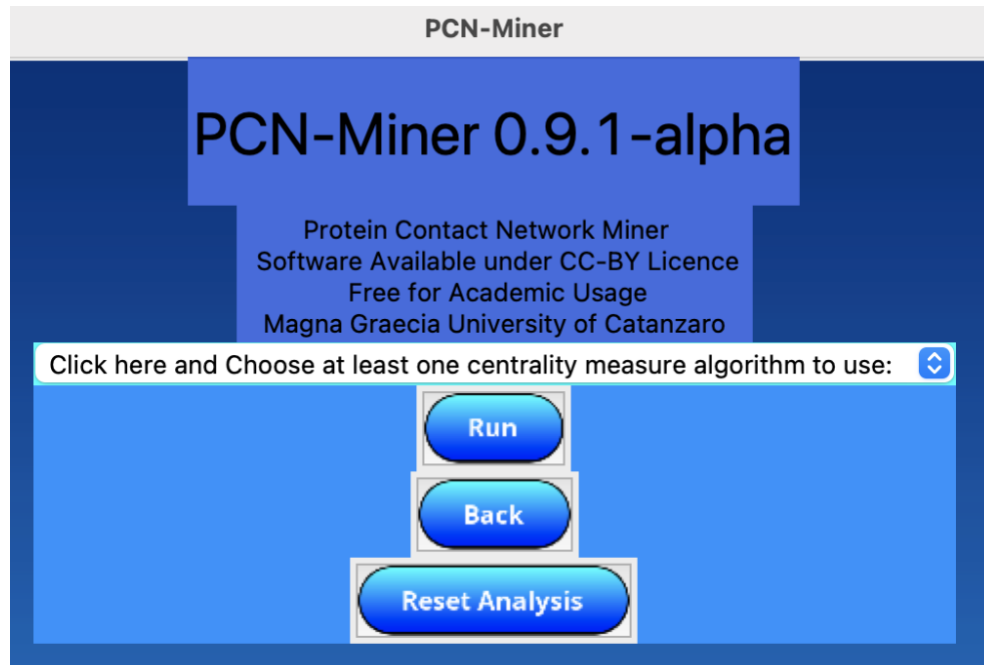 PCN-Miner
PCN-Miner 0.9.1-alpha
Protein Contact Network Miner
Software Available under CC-BY Licence
Free for Academic Usage
Magna Graecia University of Catanzaro
Click here and Choose at least one centrality measure algorithm to use:
Run
Back
Reset Analysis